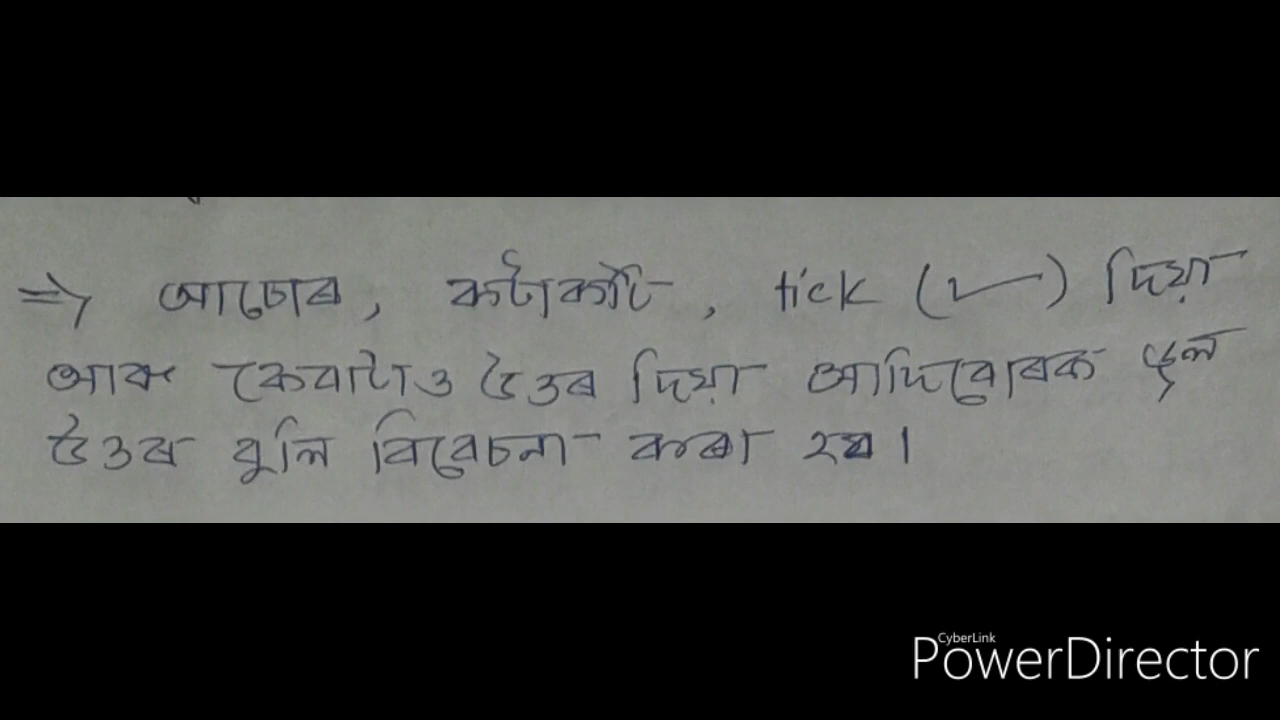 ⇒ আচোৰ, কটাকটি, tick (✓) দিয়া
আৰু কেবাটাও উত্তৰ দিয়া আদিবোৰক ভুল
উত্তৰ বুলি বিবেচনা কৰা হয়।
CyberLink
PowerDirector